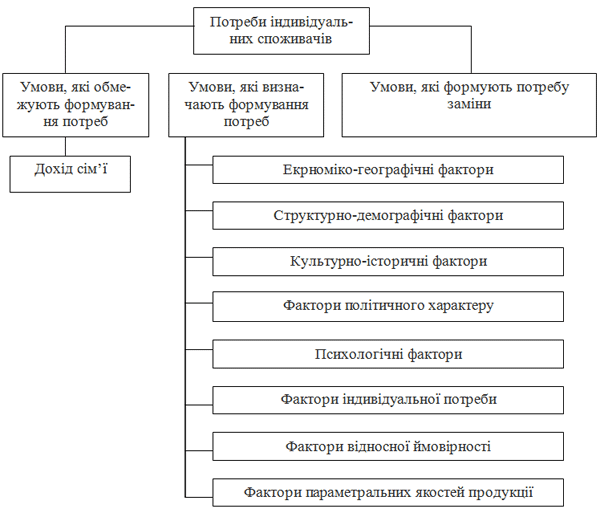 Потреби індивідуаль-
них споживачів
Умови, які обме-
жують формуван-
ня потреб
Умови, які визна-
чають формування
потреб
Умови, які формують потребу
заміни
Дохід сім’ї
Екрноміко-географічні фактори
Структурно-демографічні фактори
Культурно-історичні фактори
Фактори політичного характеру
Психологічні фактори
Фактори індивідуальної потреби
Фактори відносної ймовірності
Фактори параметральних якостей продукції